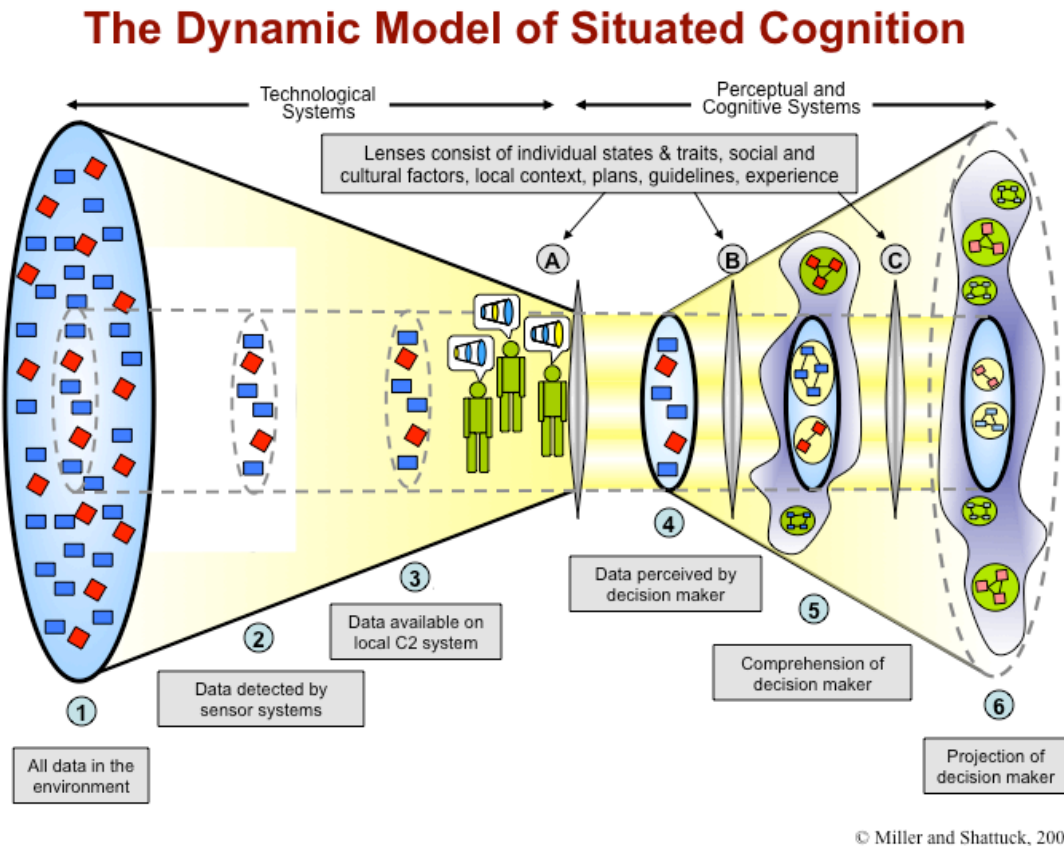 The Dynamic Model of Situated Cognition
Technological
Systems
Perceptual and
Cognitive Systems
Lenses consist of individual states & traits, social and
cultural factors, local context, plans, guidelines, experience
A
B
C
4
Data perceived by
decision maker
3
Data available on
local C2 system
5
Comprehension of
decision maker
2
Data detected by
sensor systems
1
All data in the
environment
6
Projection of
decision maker
© Miller and Shattuck, 200